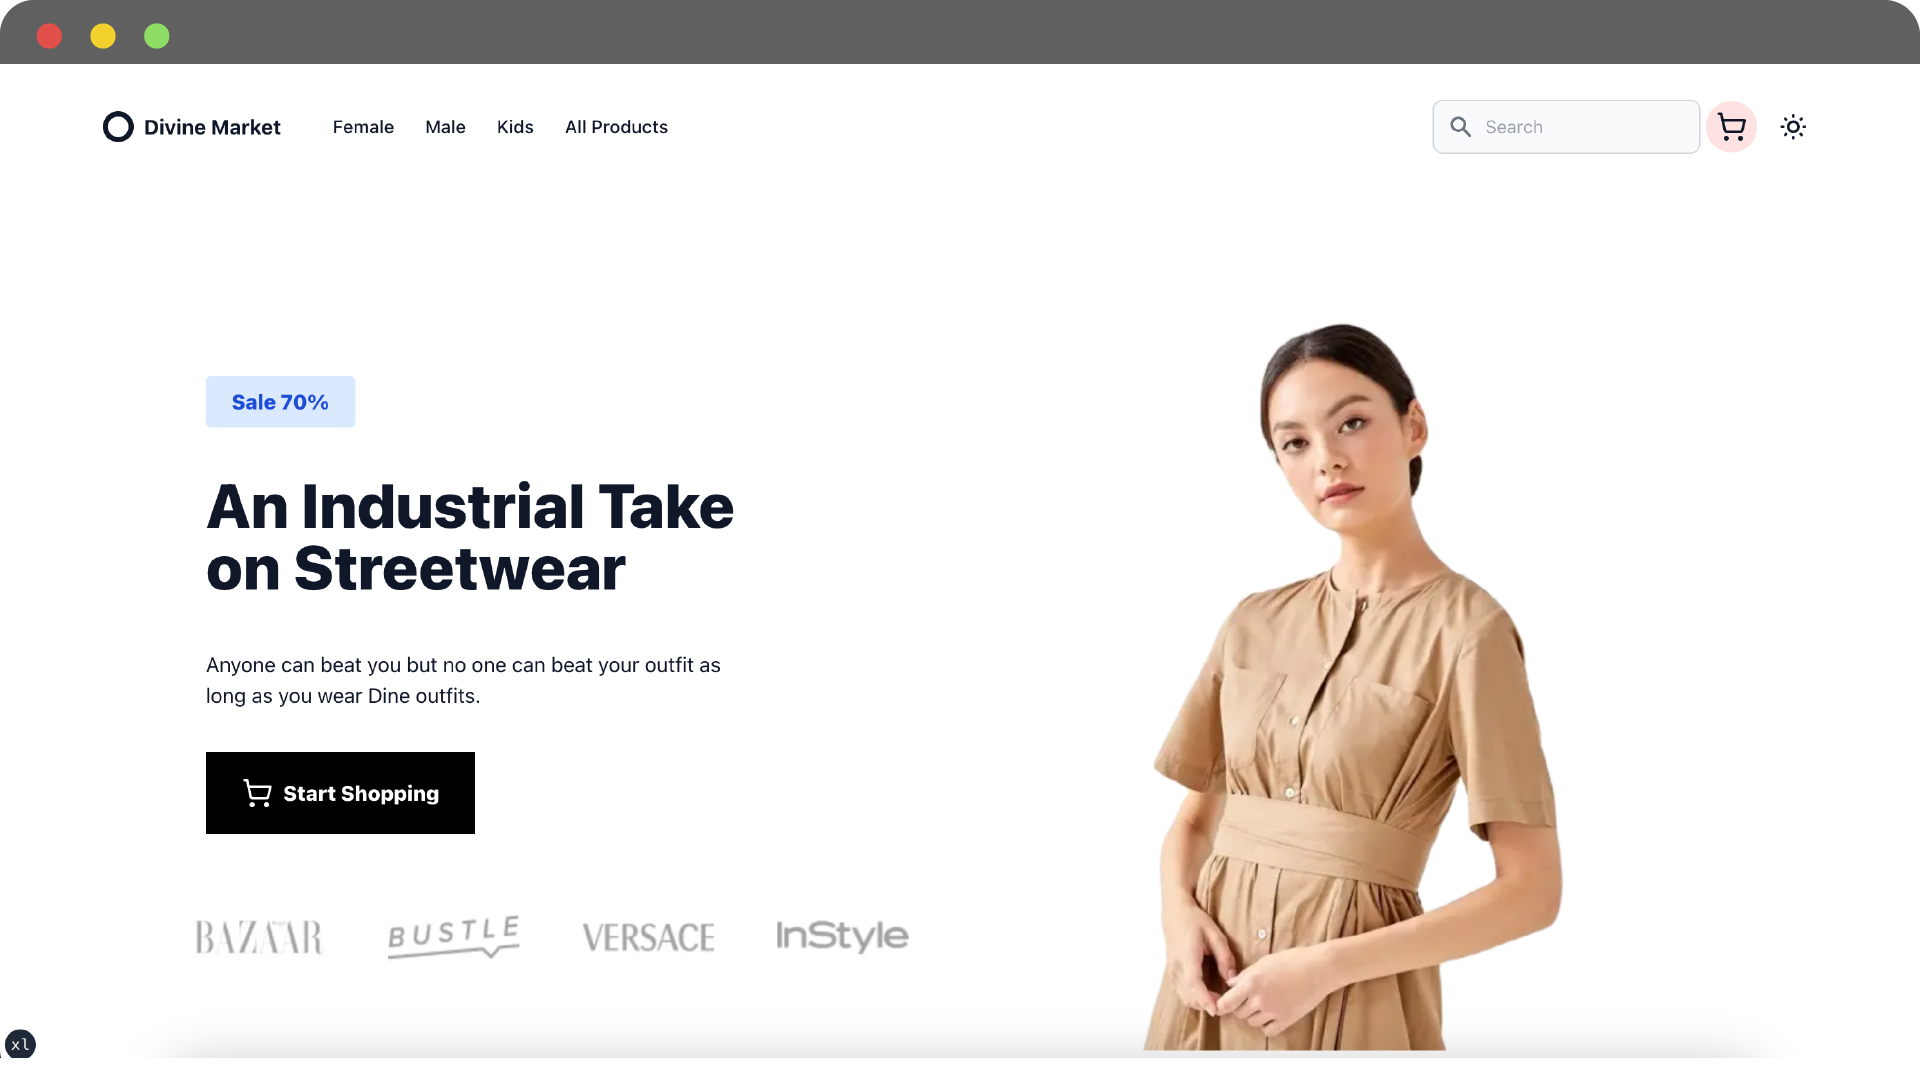 Divine Market
Female
Male
Kids
All Products
Search
Sale 70%
An Industrial Take
on Streetwear
Anyone can beat you but no one can beat your outfit as
long as you wear Dine outfits.
Start Shopping
BAZAAR
BUSTLE
VERSACE
InStyle
xl